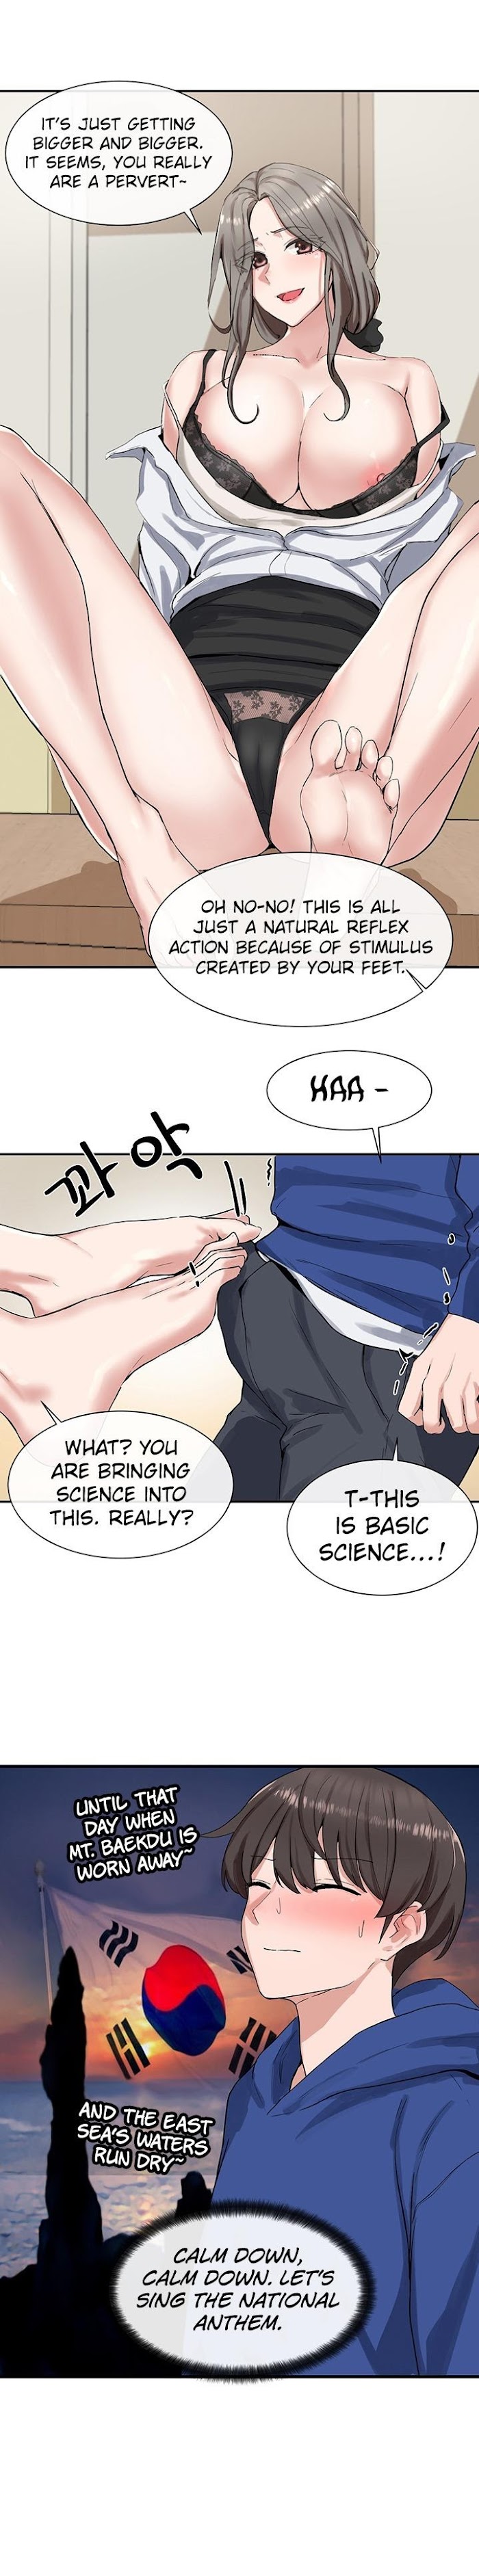 IT'S JUST GETTING
BIGGER AND BIGGER.
IT SEEMS, YOU REALLY
ARE A PERVERT~
OH NO-NO! THIS IS ALL
JUST A NATURAL REFLEX
ACTION BECAUSE OF STIMULUS
CREATED BY YOUR FEET.
HAA -
꽈악
WHAT? YOU
ARE BRINGING
SCIENCE INTO
THIS. REALLY?
T-THIS
IS BASIC
SCIENCE...!
UNTIL THAT
DAY WHEN
MT. BAEKDU IS
WORN AWAY~
AND THE EAST
SEA'S WATERS
RUN DRY~
CALM DOWN,
CALM DOWN. LET'S
SING THE NATIONAL
ANTHEM.